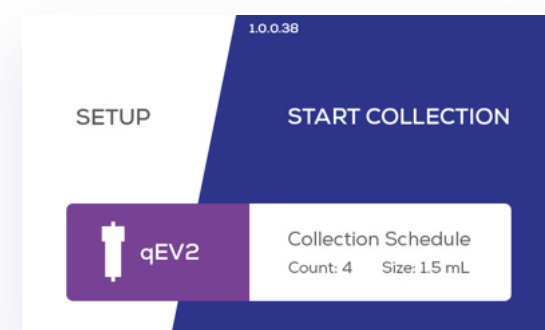 1.0.0.38
SETUP
START COLLECTION
qEV2
Collection Schedule
Count: 4 Size: 1.5 mL